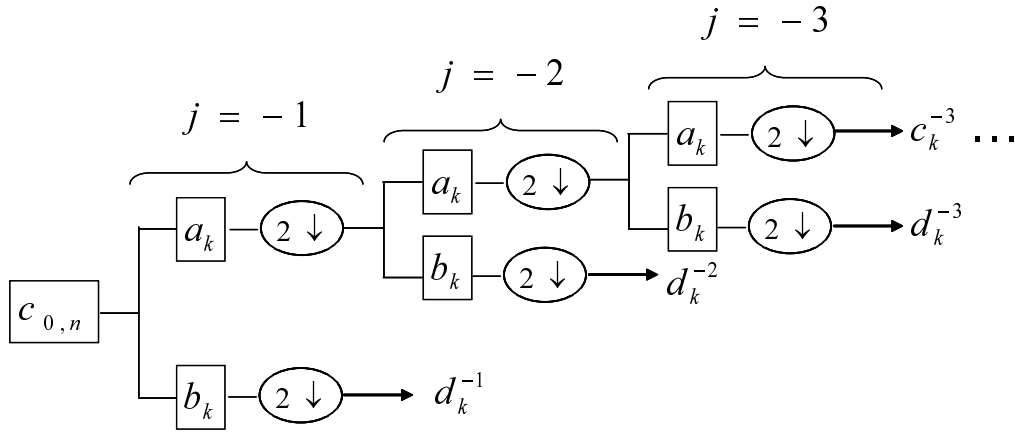 j = - 3
j = - 2
j = - 1
a_k 2 ↓ c_k^{-3} ...
a_k 2 ↓
b_k 2 ↓ d_k^{-3}
a_k 2 ↓
b_k 2 ↓ d_k^{-2}
c_{0,n}
b_k 2 ↓ d_k^{-1}